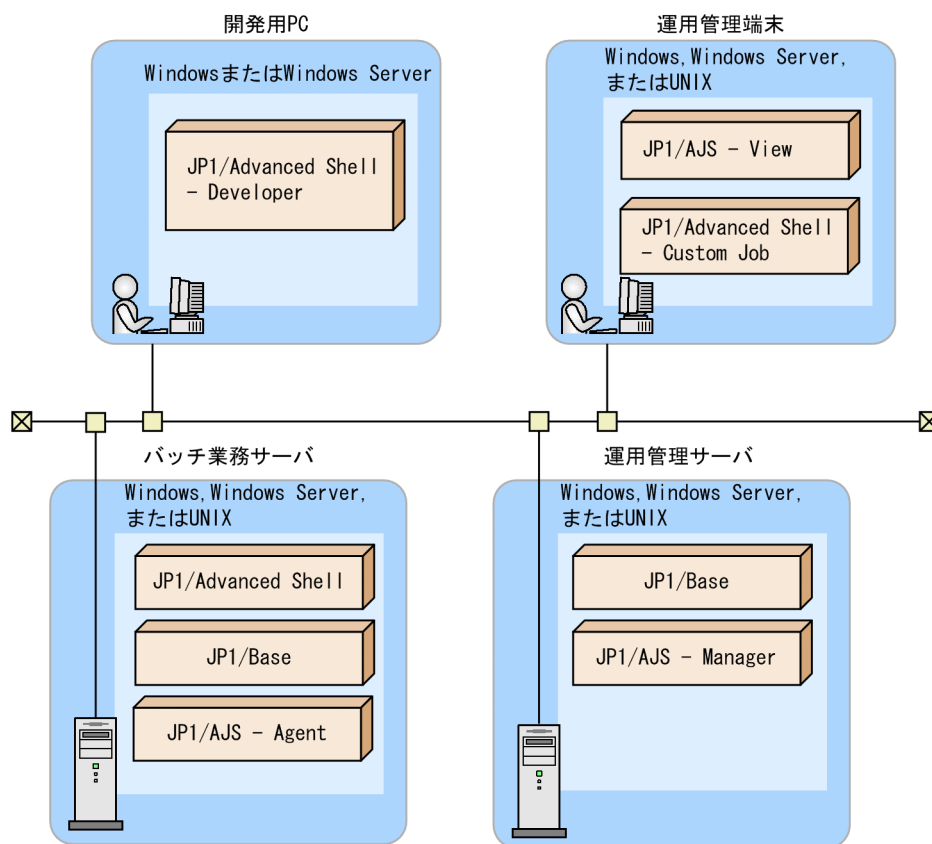 開発用PC
WindowsまたはWindows Server
JP1/Advanced Shell
− Developer
運用管理端末
Windows,Windows Server,
またはUNIX
JP1/AJS − View
JP1/Advanced Shell
− Custom Job
バッチ業務サーバ
Windows,Windows Server,
またはUNIX
JP1/Advanced Shell
JP1/Base
JP1/AJS − Agent
運用管理サーバ
Windows,Windows Server,
またはUNIX
JP1/Base
JP1/AJS − Manager